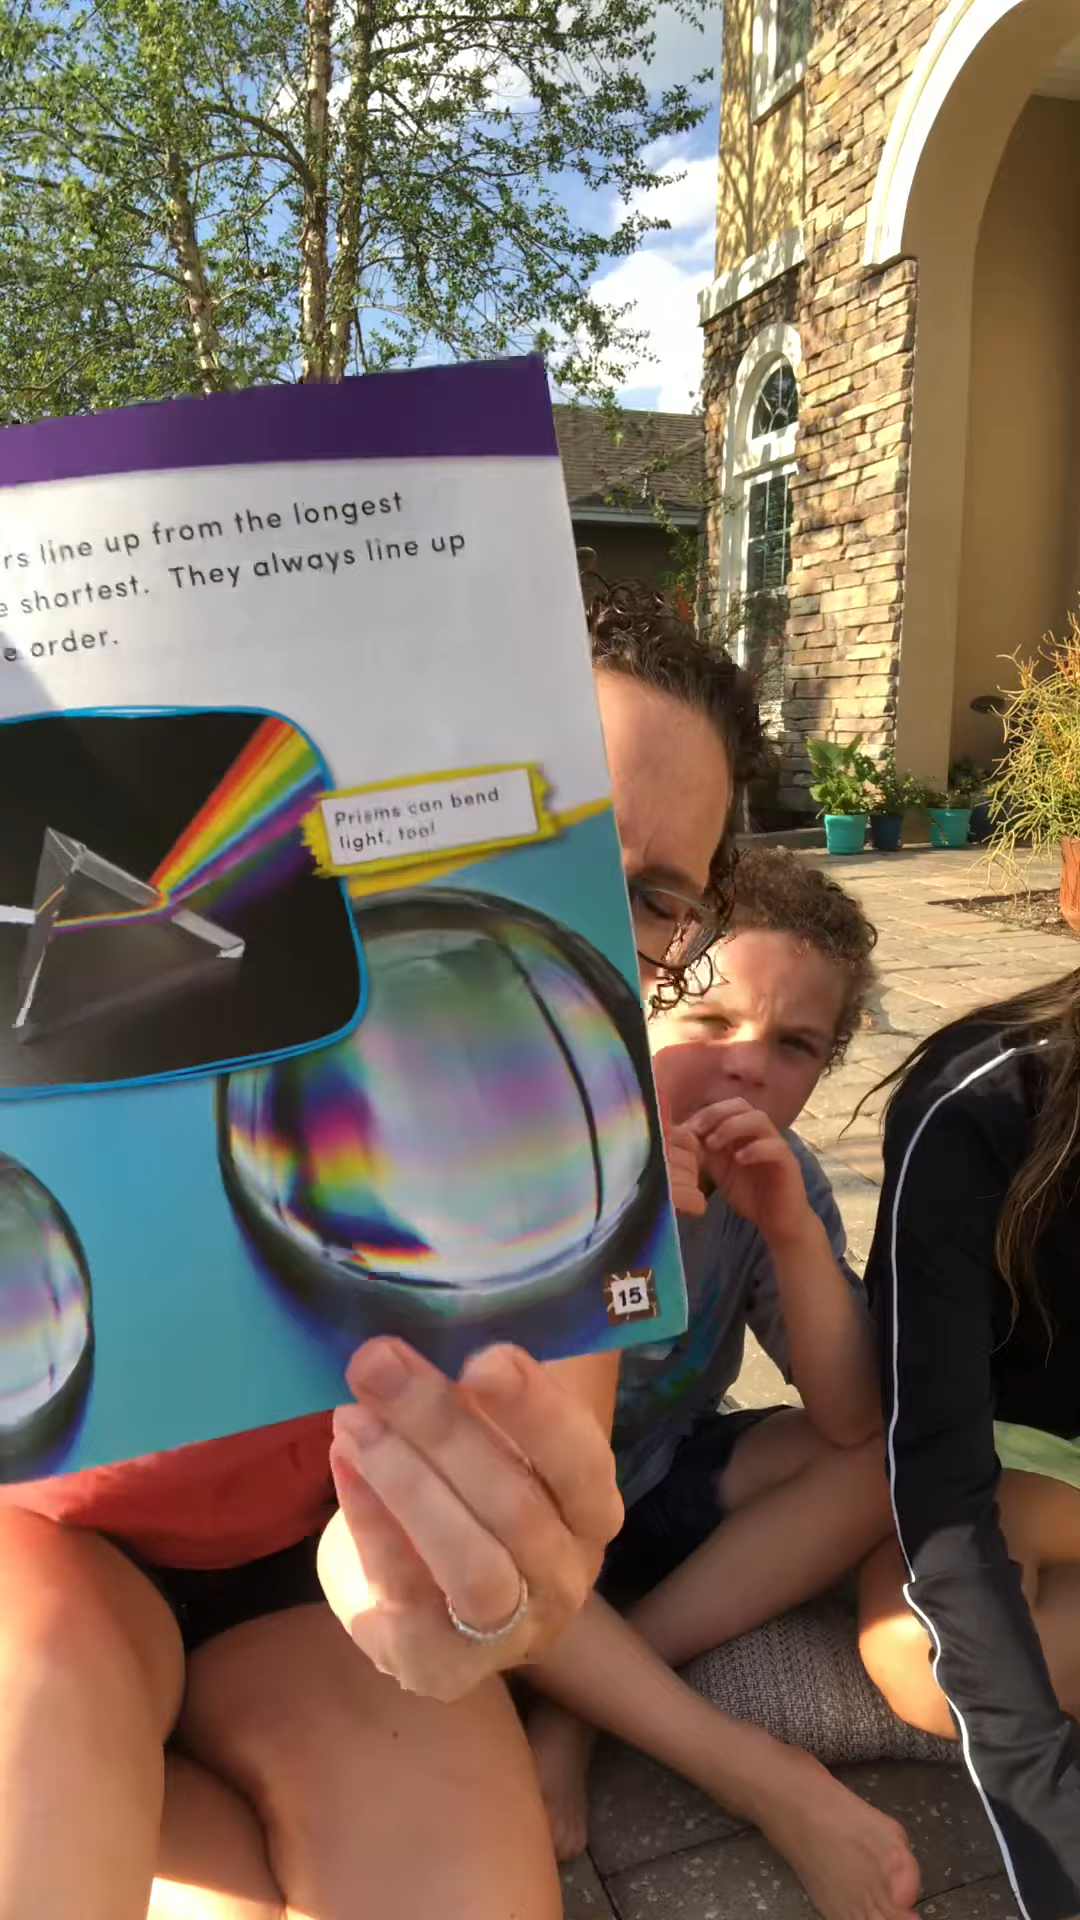 rs line up from the longest
e shortest. They always line up
e order.
Prisms can bend
light, too!
15